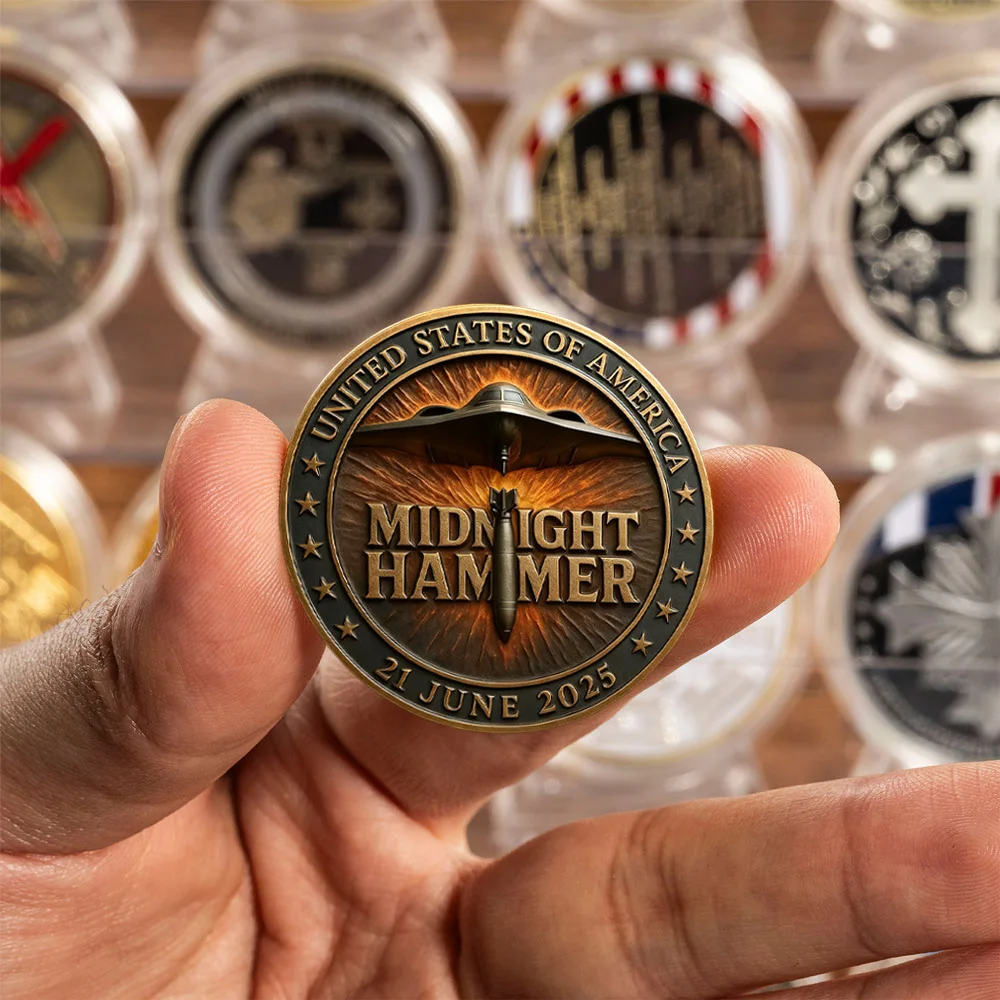 UNITED STATES OF AMERICA
MIDNIGHT
HAMMER
21 JUNE 2025